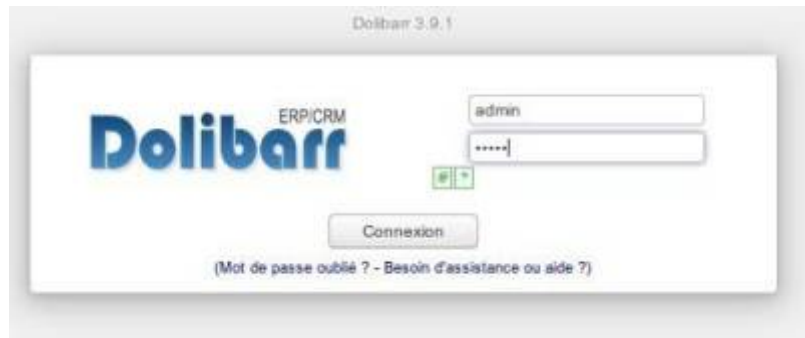 Dolibarr 3.9.1
ERP/CRM
Dolibarr
admin
•••••
Connexion
(Mot de passe oublié ? - Besoin d'assistance ou aide ?)